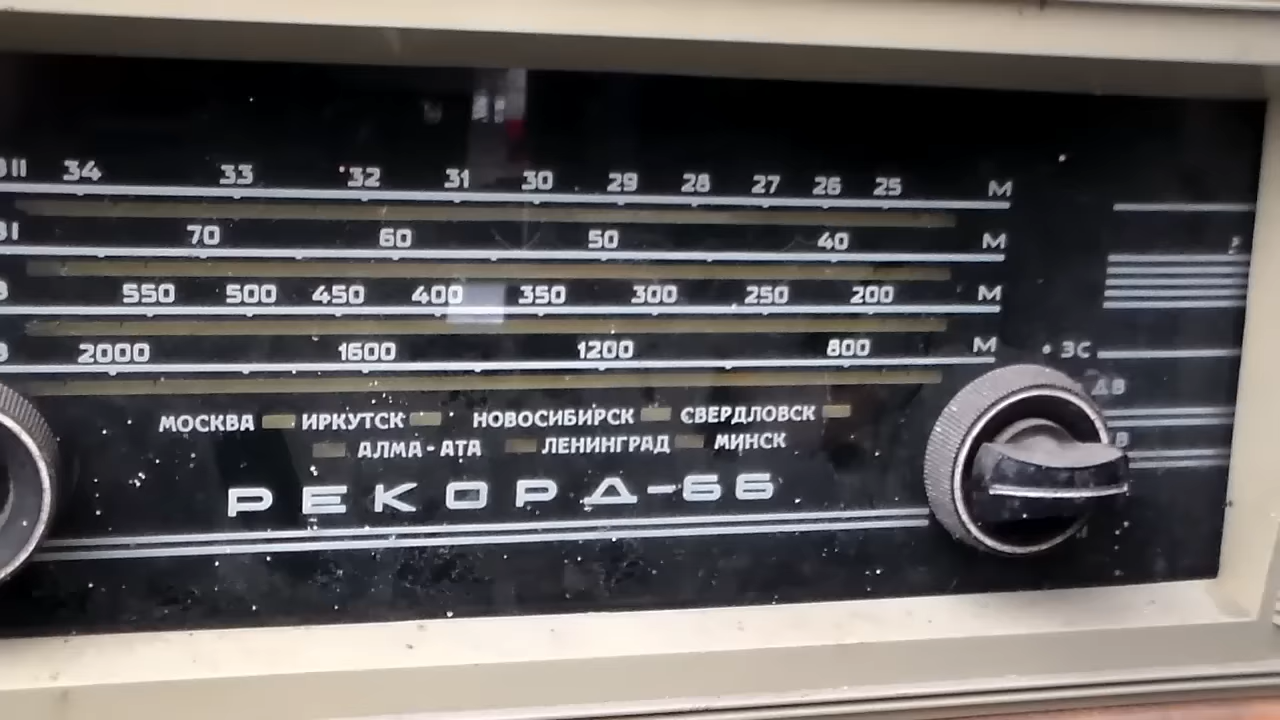 II 34 33 32 31 30 29 28 27 26 25 М
I 70 60 50 40 М
550 500 450 400 350 300 250 200 М
2000 1600 1200 800 М
ЗС
ДВ
МОСКВА ИРКУТСК НОВОСИБИРСК СВЕРДЛОВСК
В
АЛМА-АТА ЛЕНИНГРАД МИНСК
РЕКОРД-66